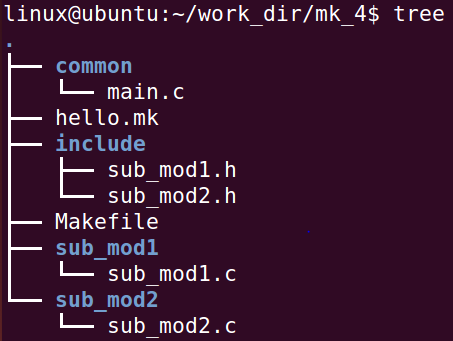 linux@ubuntu:~/work_dir/mk_4$ tree
.
├── common
│   └── main.c
├── hello.mk
├── include
│   ├── sub_mod1.h
│   └── sub_mod2.h
├── Makefile
├── sub_mod1
│   └── sub_mod1.c
└── sub_mod2
    └── sub_mod2.c